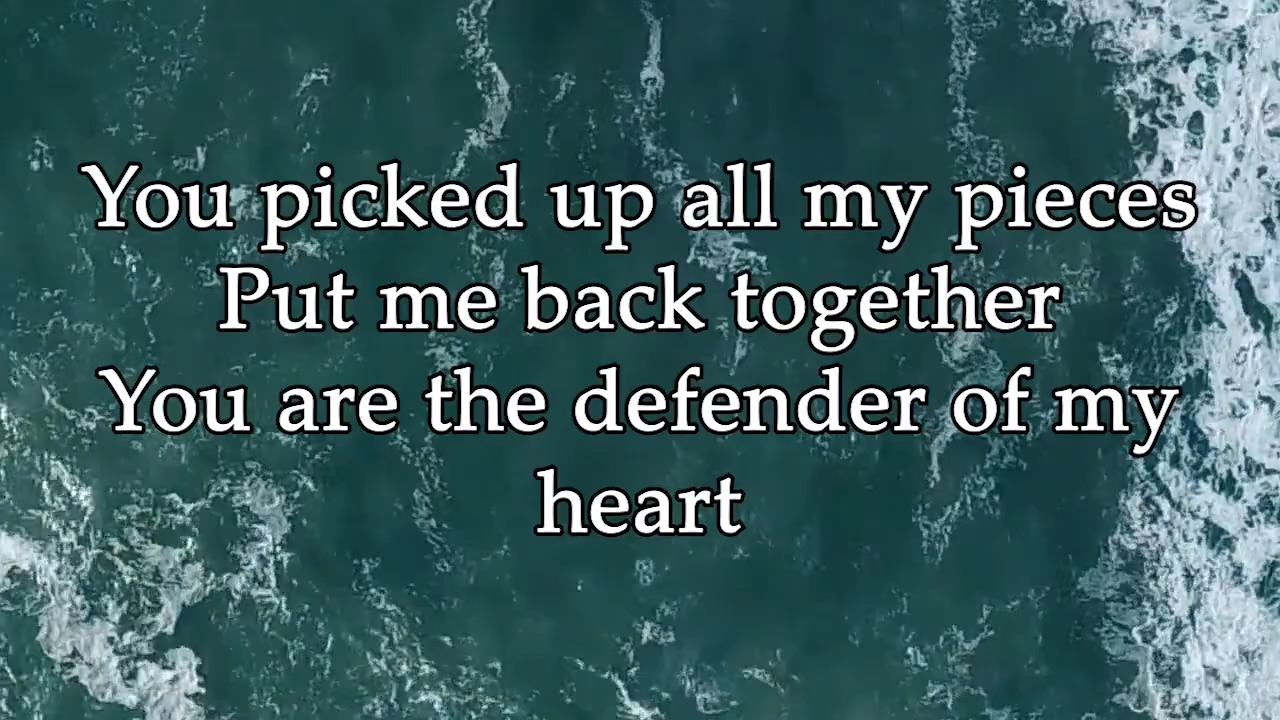 You picked up all my pieces
Put me back together
You are the defender of my
heart